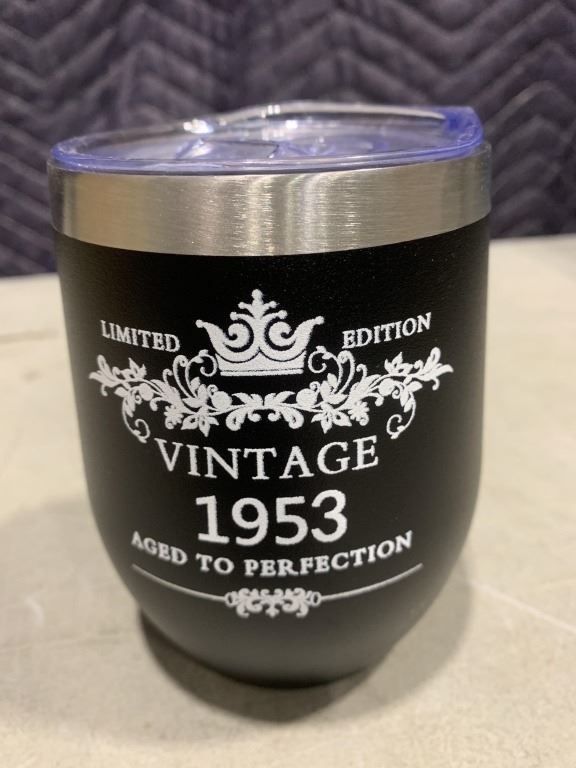 LIMITED EDITION
VINTAGE
1953
AGED TO PERFECTION